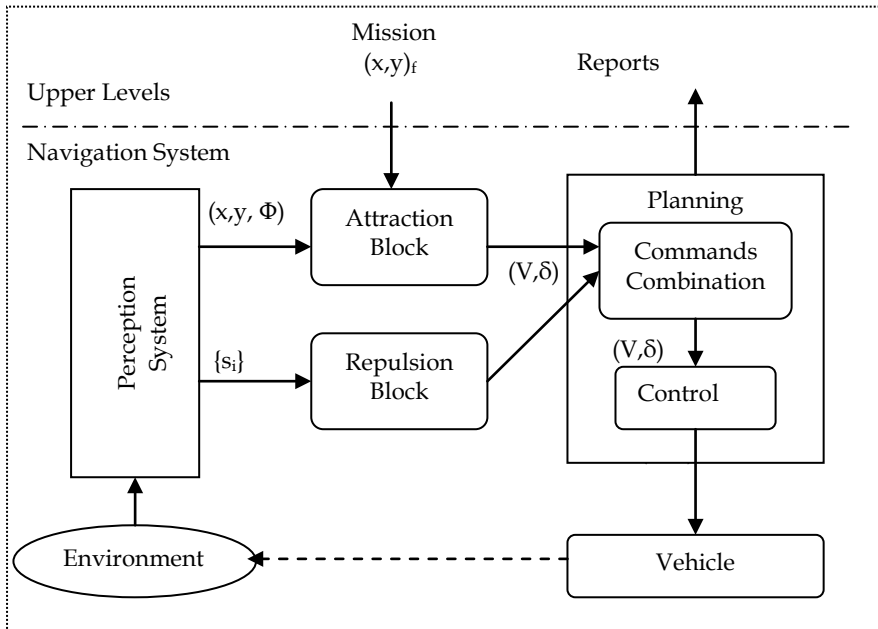 Mission
(x,y)f
Reports
Upper Levels
Navigation System
Perception
System
(x,y, Φ)
{si}
Attraction
Block
Repulsion
Block
(V,δ)
Planning
Commands
Combination
(V,δ)
Control
Environment
Vehicle